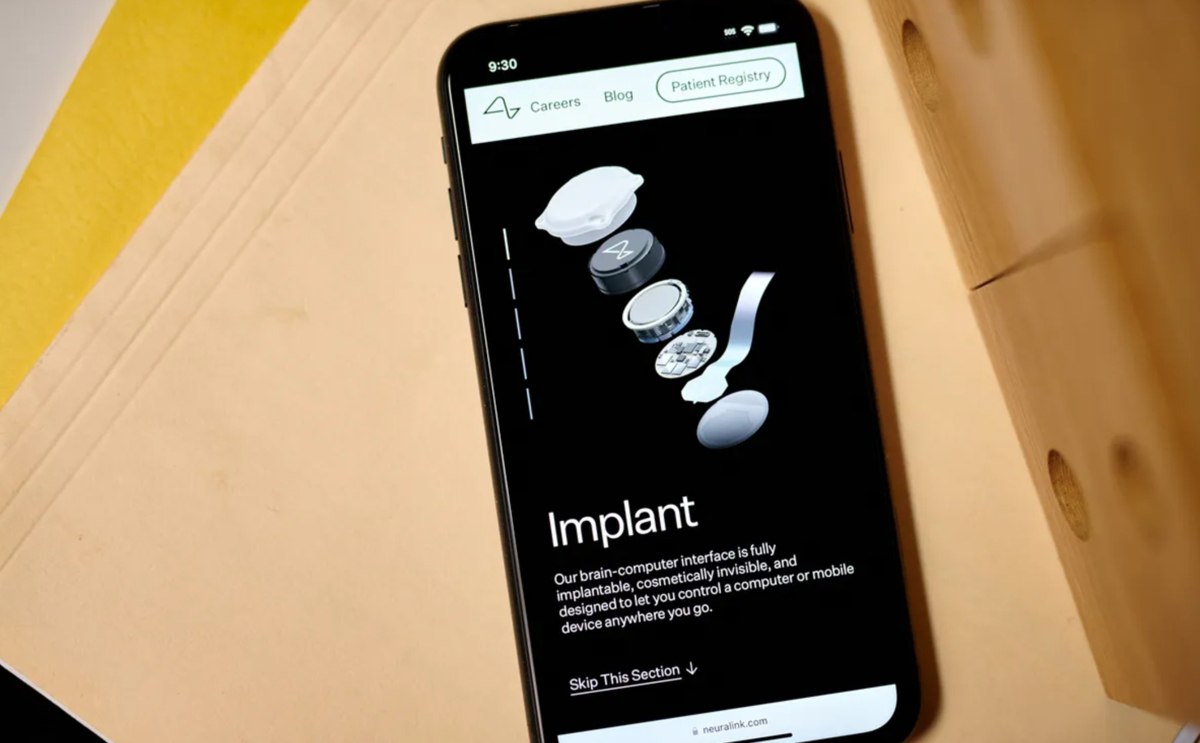 9:30
SOS
Careers Blog Patient Registry
Implant
Our brain-computer interface is fully
implantable, cosmetically invisible, and
designed to let you control a computer or mobile
device anywhere you go.
Skip This Section ↓
neuralink.com